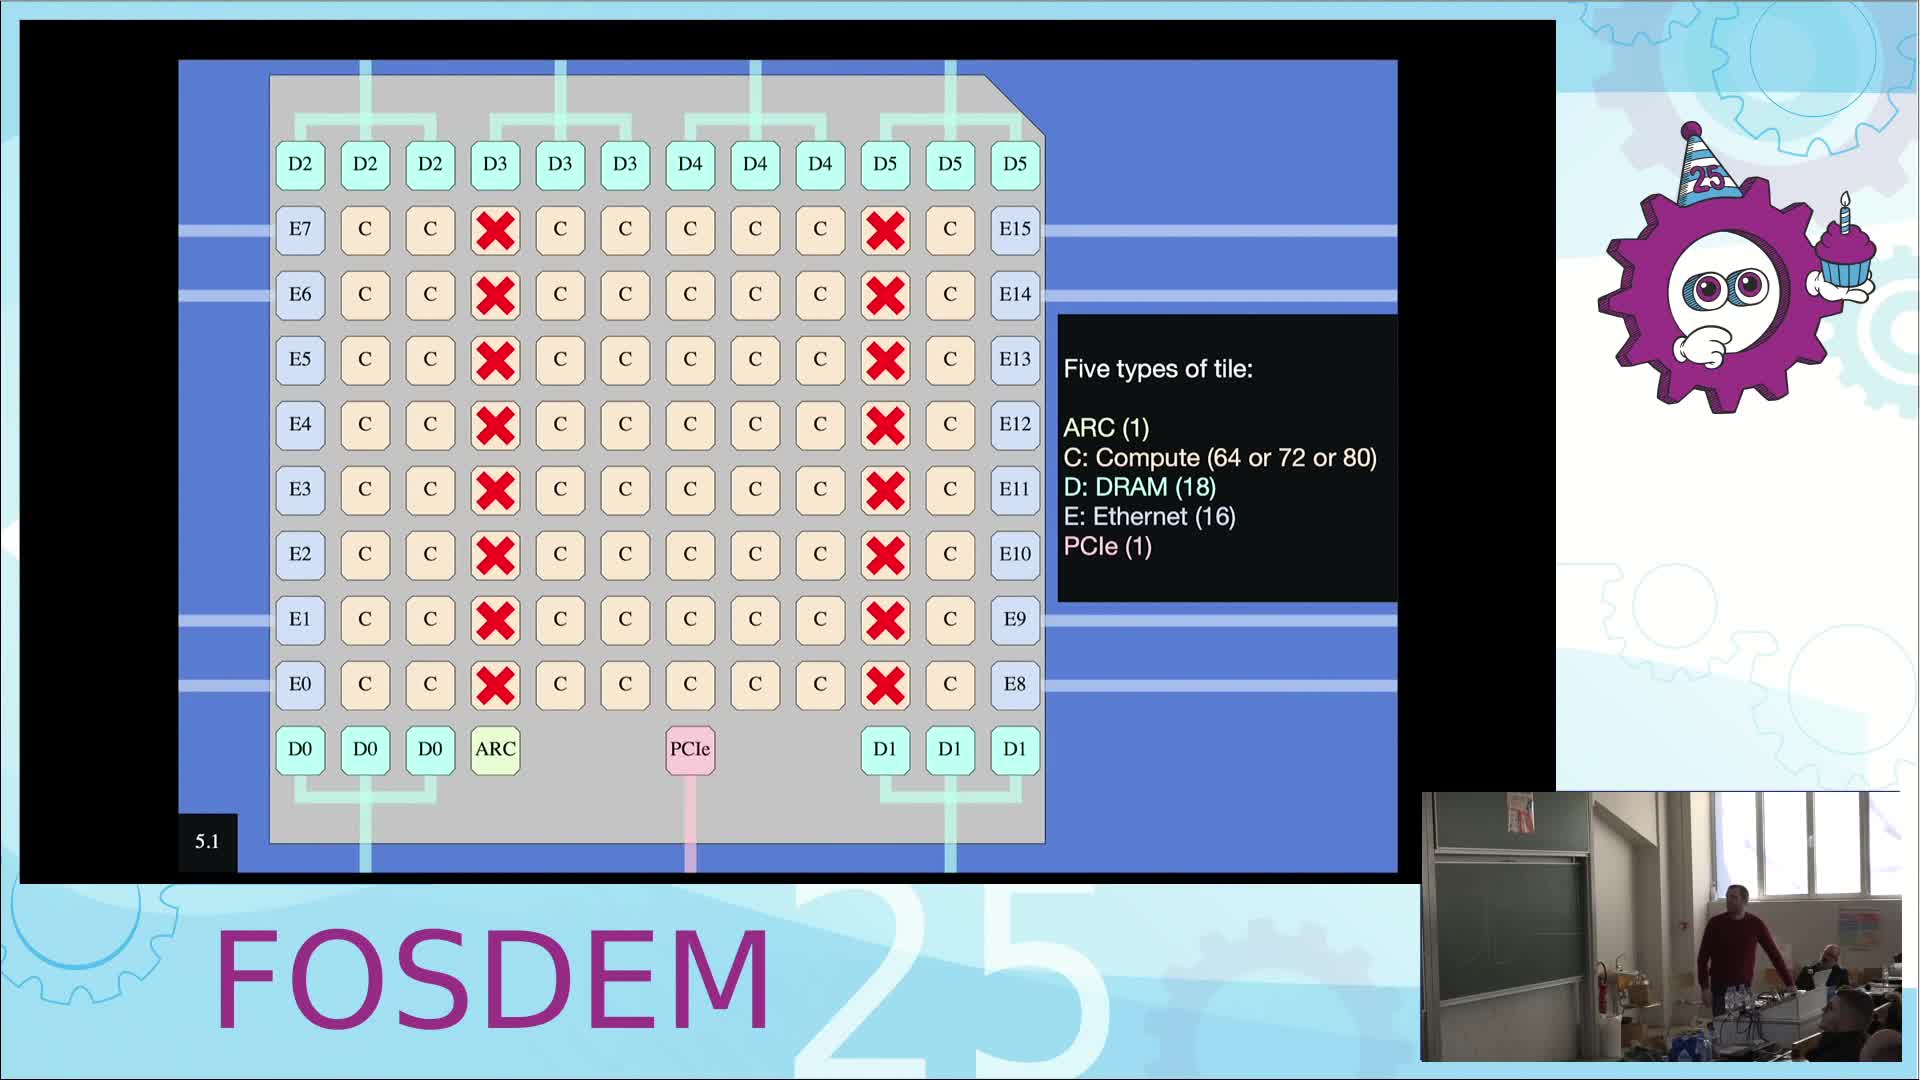 D2 D2 D2 D3 D3 D3 D4 D4 D4 D5 D5 D5
E7 C C C C C C C C E15
E6 C C C C C C C C E14
E5 C C C C C C C C E13
E4 C C C C C C C C E12
E3 C C C C C C C C E11
E2 C C C C C C C C E10
E1 C C C C C C C C E9
E0 C C C C C C C C E8
D0 D0 D0 ARC PCIe D1 D1 D1
Five types of tile:
ARC (1)
C: Compute (64 or 72 or 80)
D: DRAM (18)
E: Ethernet (16)
PCIe (1)
5.1
25
FOSDEM 25